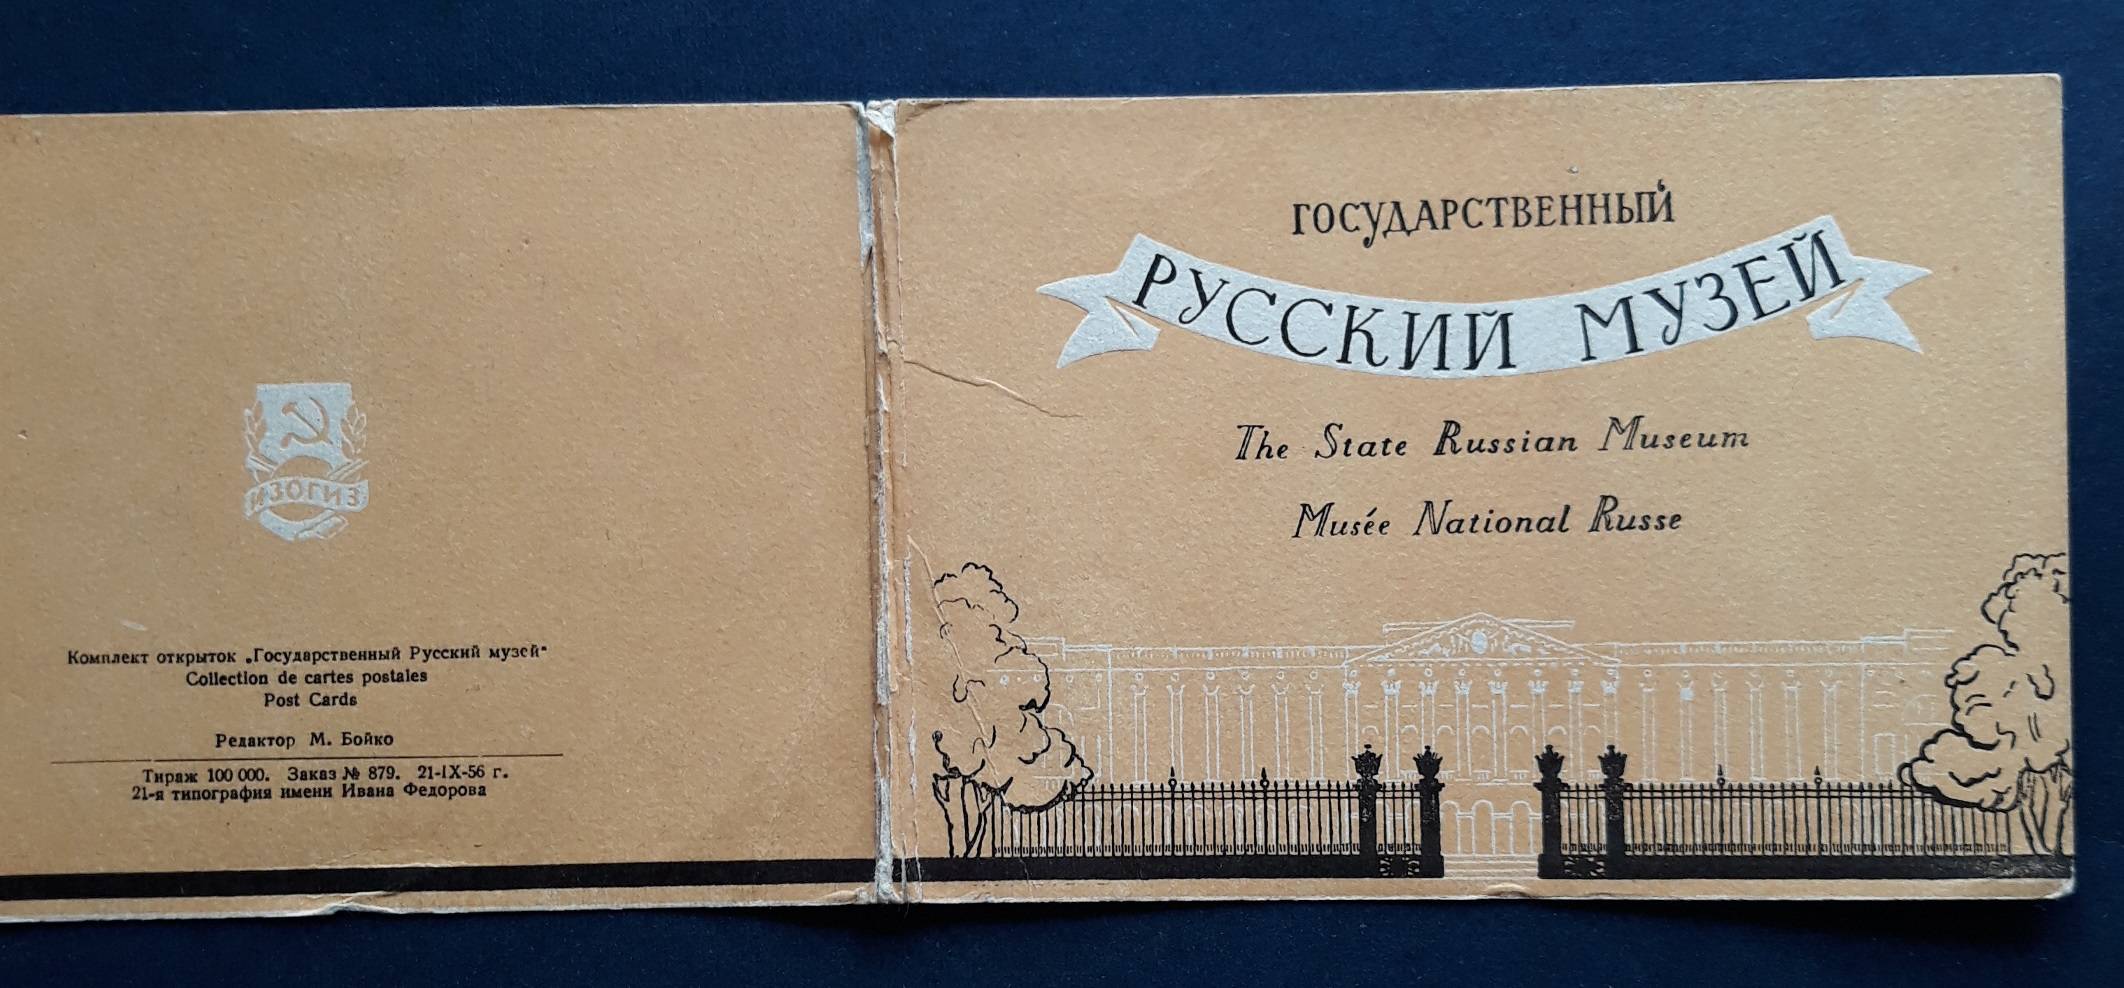 ИЗОГИЗ
Комплект открыток „Государственный Русский музей“
Collection de cartes postales
Post Cards
Редактор М. Бойко
Тираж 100 000. Заказ № 879. 21-IX-56 г.
21-я типография имени Ивана Федорова
ГОСУДАРСТВЕННЫЙ
РУССКИЙ МУЗЕЙ
The State Russian Museum
Musée National Russe